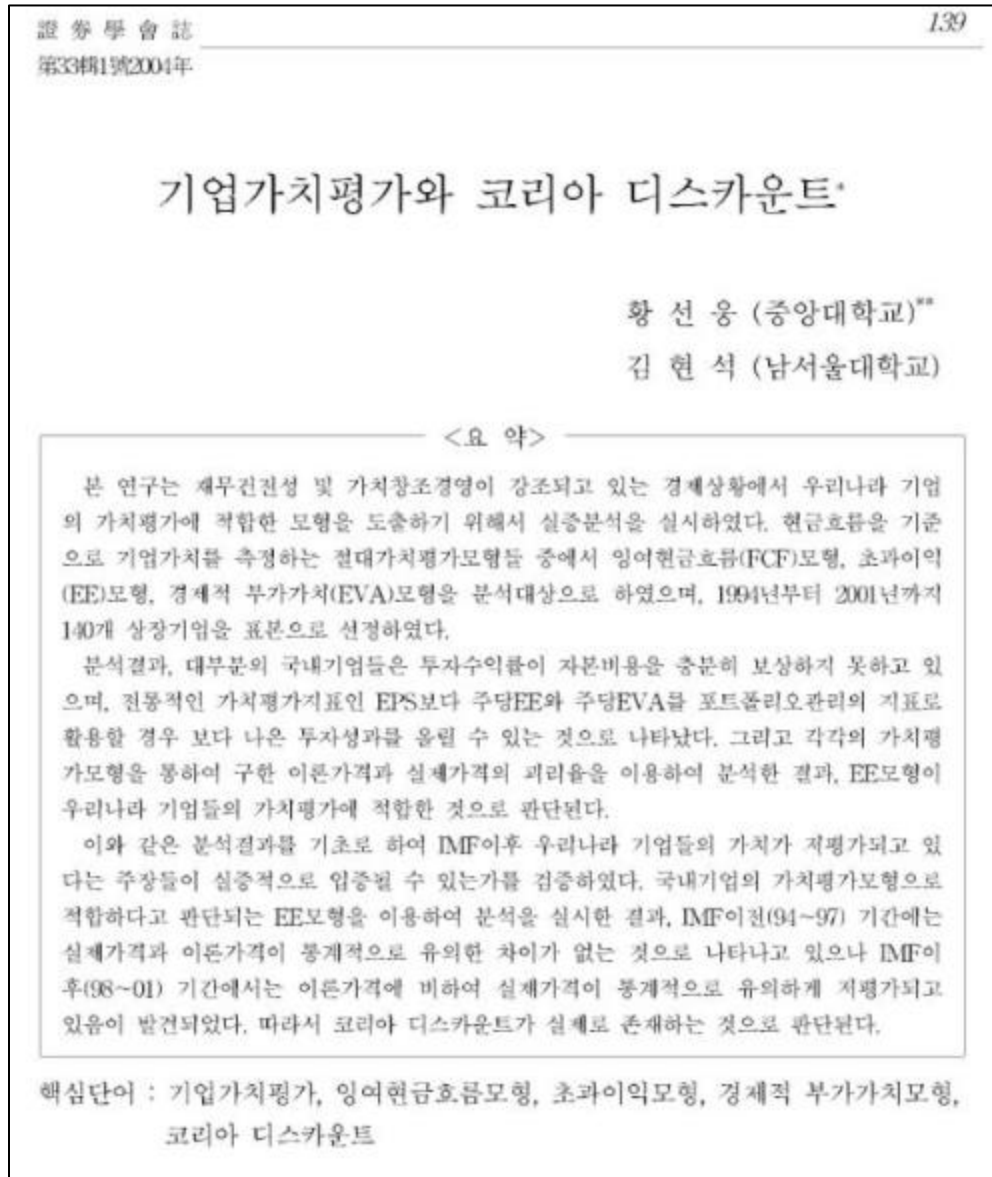 證券學會誌
139
第33輯1號2004年
기업가치평가와 코리아 디스카운트*
황 선 웅 (중앙대학교)**
김 현 석 (남서울대학교)
<요 약>
본 연구는 재무건전성 및 가치창조경영이 강조되고 있는 경제상황에서 우리나라 기업
의 가치평가에 적합한 모형을 도출하기 위해서 실증분석을 실시하였다. 현금흐름을 기준
으로 기업가치를 측정하는 절대가치평가모형들 중에서 잉여현금흐름(FCF)모형, 초과이익
(EE)모형, 경제적 부가가치(EVA)모형을 분석대상으로 하였으며, 1994년부터 2001년까지
140개 상장기업을 표본으로 선정하였다.
분석결과, 대부분의 국내기업들은 투자수익률이 자본비용을 충분히 보상하지 못하고 있
으며, 전통적인 가치평가지표인 EPS보다 주당EE와 주당EVA를 포트폴리오관리의 지표로
활용할 경우 보다 나은 투자성과를 올릴 수 있는 것으로 나타났다. 그리고 각각의 가치평
가모형을 통하여 구한 이론가격과 실제가격의 괴리율을 이용하여 분석한 결과, EE모형이
우리나라 기업들의 가치평가에 적합한 것으로 판단된다.
이와 같은 분석결과를 기초로 하여 IMF이후 우리나라 기업들의 가치가 저평가되고 있
다는 주장들이 실증적으로 입증될 수 있는가를 검증하였다. 국내기업의 가치평가모형으로
적합하다고 판단되는 EE모형을 이용하여 분석을 실시한 결과, IMF이전(94~97) 기간에는
실제가격과 이론가격이 통계적으로 유의한 차이가 없는 것으로 나타나고 있으나 IMF이
후(98~01) 기간에서는 이론가격에 비하여 실제가격이 통계적으로 유의하게 저평가되고
있음이 발견되었다. 따라서 코리아 디스카운트가 실제로 존재하는 것으로 판단된다.
핵심단어 : 기업가치평가, 잉여현금흐름모형, 초과이익모형, 경제적 부가가치모형,
코리아 디스카운트